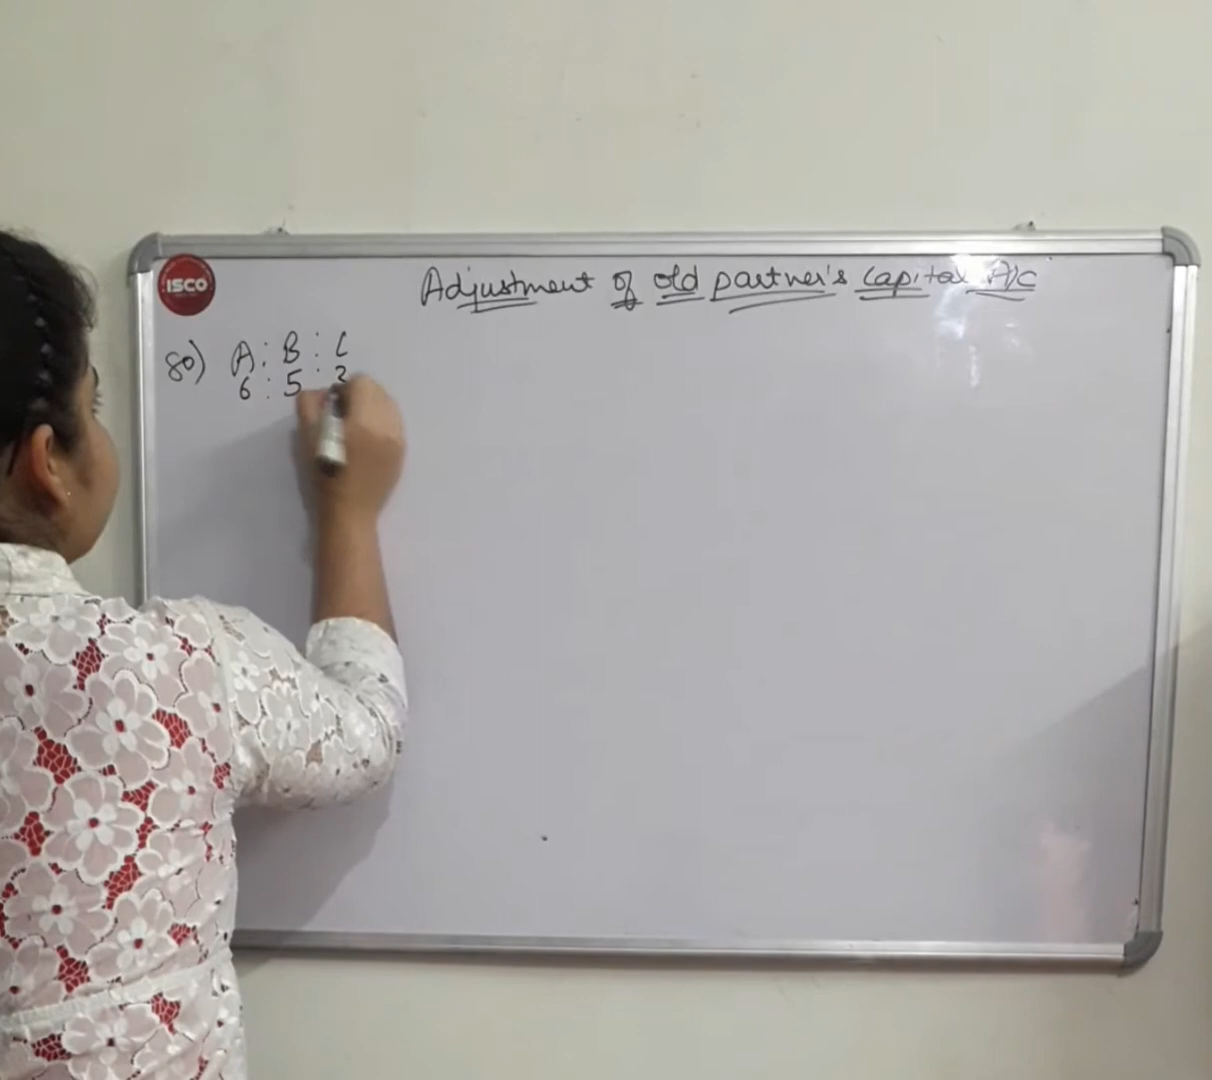 ISCO
Adjustment of old partner's Capital A/C
80) A : B : C
6 : 5 : 3